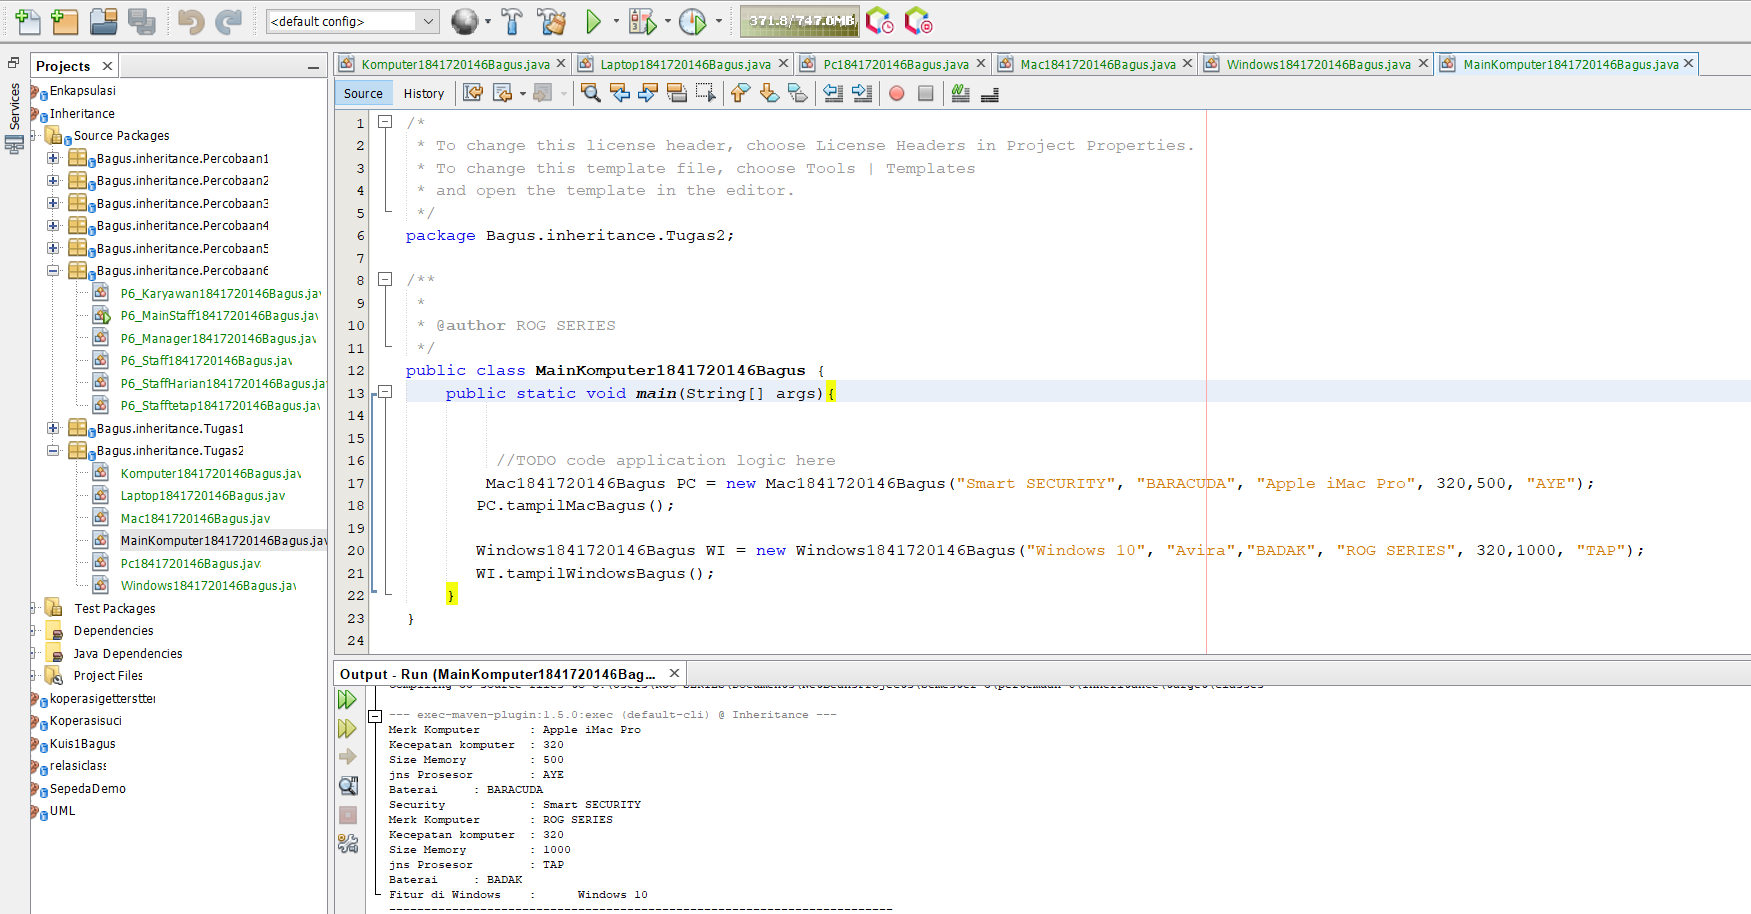 <default config>
371.8/747.0MB
Projects
Services
Enkapsulasi
Inheritance
Source Packages
Bagus.inheritance.Percobaan1
Bagus.inheritance.Percobaan2
Bagus.inheritance.Percobaan3
Bagus.inheritance.Percobaan4
Bagus.inheritance.Percobaan5
Bagus.inheritance.Percobaan6
P6_Karyawan1841720146Bagus.jav
P6_MainStaff1841720146Bagus.jav
P6_Manager1841720146Bagus.jav
P6_Staff1841720146Bagus.jav
P6_StaffHarian1841720146Bagus.jav
P6_Stafftetap1841720146Bagus.jav
Bagus.inheritance.Tugas1
Bagus.inheritance.Tugas2
Komputer1841720146Bagus.jav
Laptop1841720146Bagus.jav
Mac1841720146Bagus.jav
MainKomputer1841720146Bagus.jav
Pc1841720146Bagus.jav
Windows1841720146Bagus.jav
Test Packages
Dependencies
Java Dependencies
Project Files
koperasigettersetter
Koperasisuci
Kuis1Bagus
relasiclass
SepedaDemo
UML
Komputer1841720146Bagus.java Laptop1841720146Bagus.java Pc1841720146Bagus.java Mac1841720146Bagus.java Windows1841720146Bagus.java MainKomputer1841720146Bagus.java
Source History
1 /*
2 * To change this license header, choose License Headers in Project Properties.
3 * To change this template file, choose Tools | Templates
4 * and open the template in the editor.
5 */
6 package Bagus.inheritance.Tugas2;
7
8 /**
9 *
10 * @author ROG SERIES
11 */
12 public class MainKomputer1841720146Bagus {
13 public static void main(String[] args){
14
15
16 //TODO code application logic here
17 Mac1841720146Bagus PC = new Mac1841720146Bagus("Smart SECURITY", "BARACUDA", "Apple iMac Pro", 320,500, "AYE");
18 PC.tampilMacBagus();
19
20 Windows1841720146Bagus WI = new Windows1841720146Bagus("Windows 10", "Avira","BADAK", "ROG SERIES", 320,1000, "TAP");
21 WI.tampilWindowsBagus();
22 }
23 }
24
Output - Run (MainKomputer1841720146Bag...
--- exec-maven-plugin:1.5.0:exec (default-cli) @ Inheritance ---
Merk Komputer : Apple iMac Pro
Kecepatan komputer : 320
Size Memory : 500
jns Prosesor : AYE
Baterai : BARACUDA
Security : Smart SECURITY
Merk Komputer : ROG SERIES
Kecepatan komputer : 320
Size Memory : 1000
jns Prosesor : TAP
Baterai : BADAK
Fitur di Windows : Windows 10
------------------------------------------------------------------------